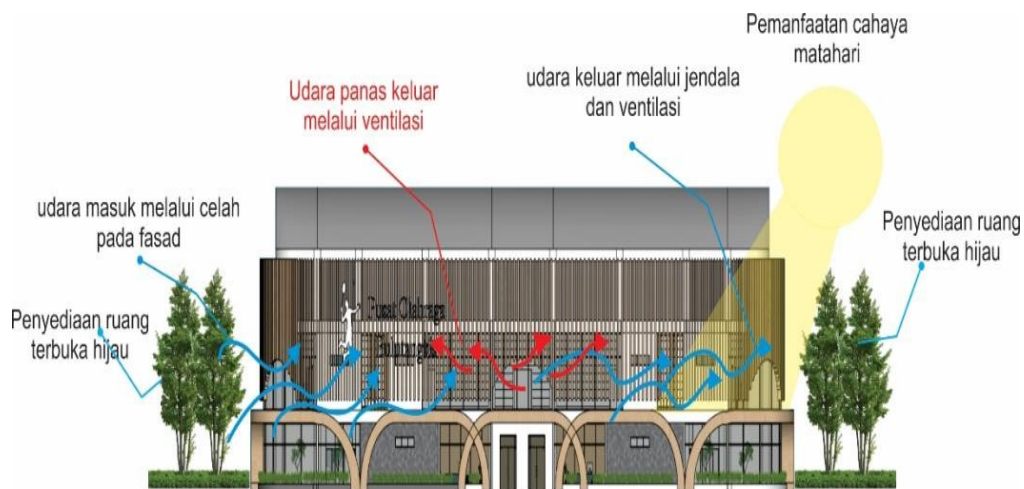 Pemanfaatan cahaya
matahari
Udara panas keluar
melalui ventilasi
udara keluar melalui jendala
dan ventilasi
udara masuk melalui celah
pada fasad
Penyediaan ruang
terbuka hijau
Penyediaan ruang
terbuka hijau
Pusat Olahraga